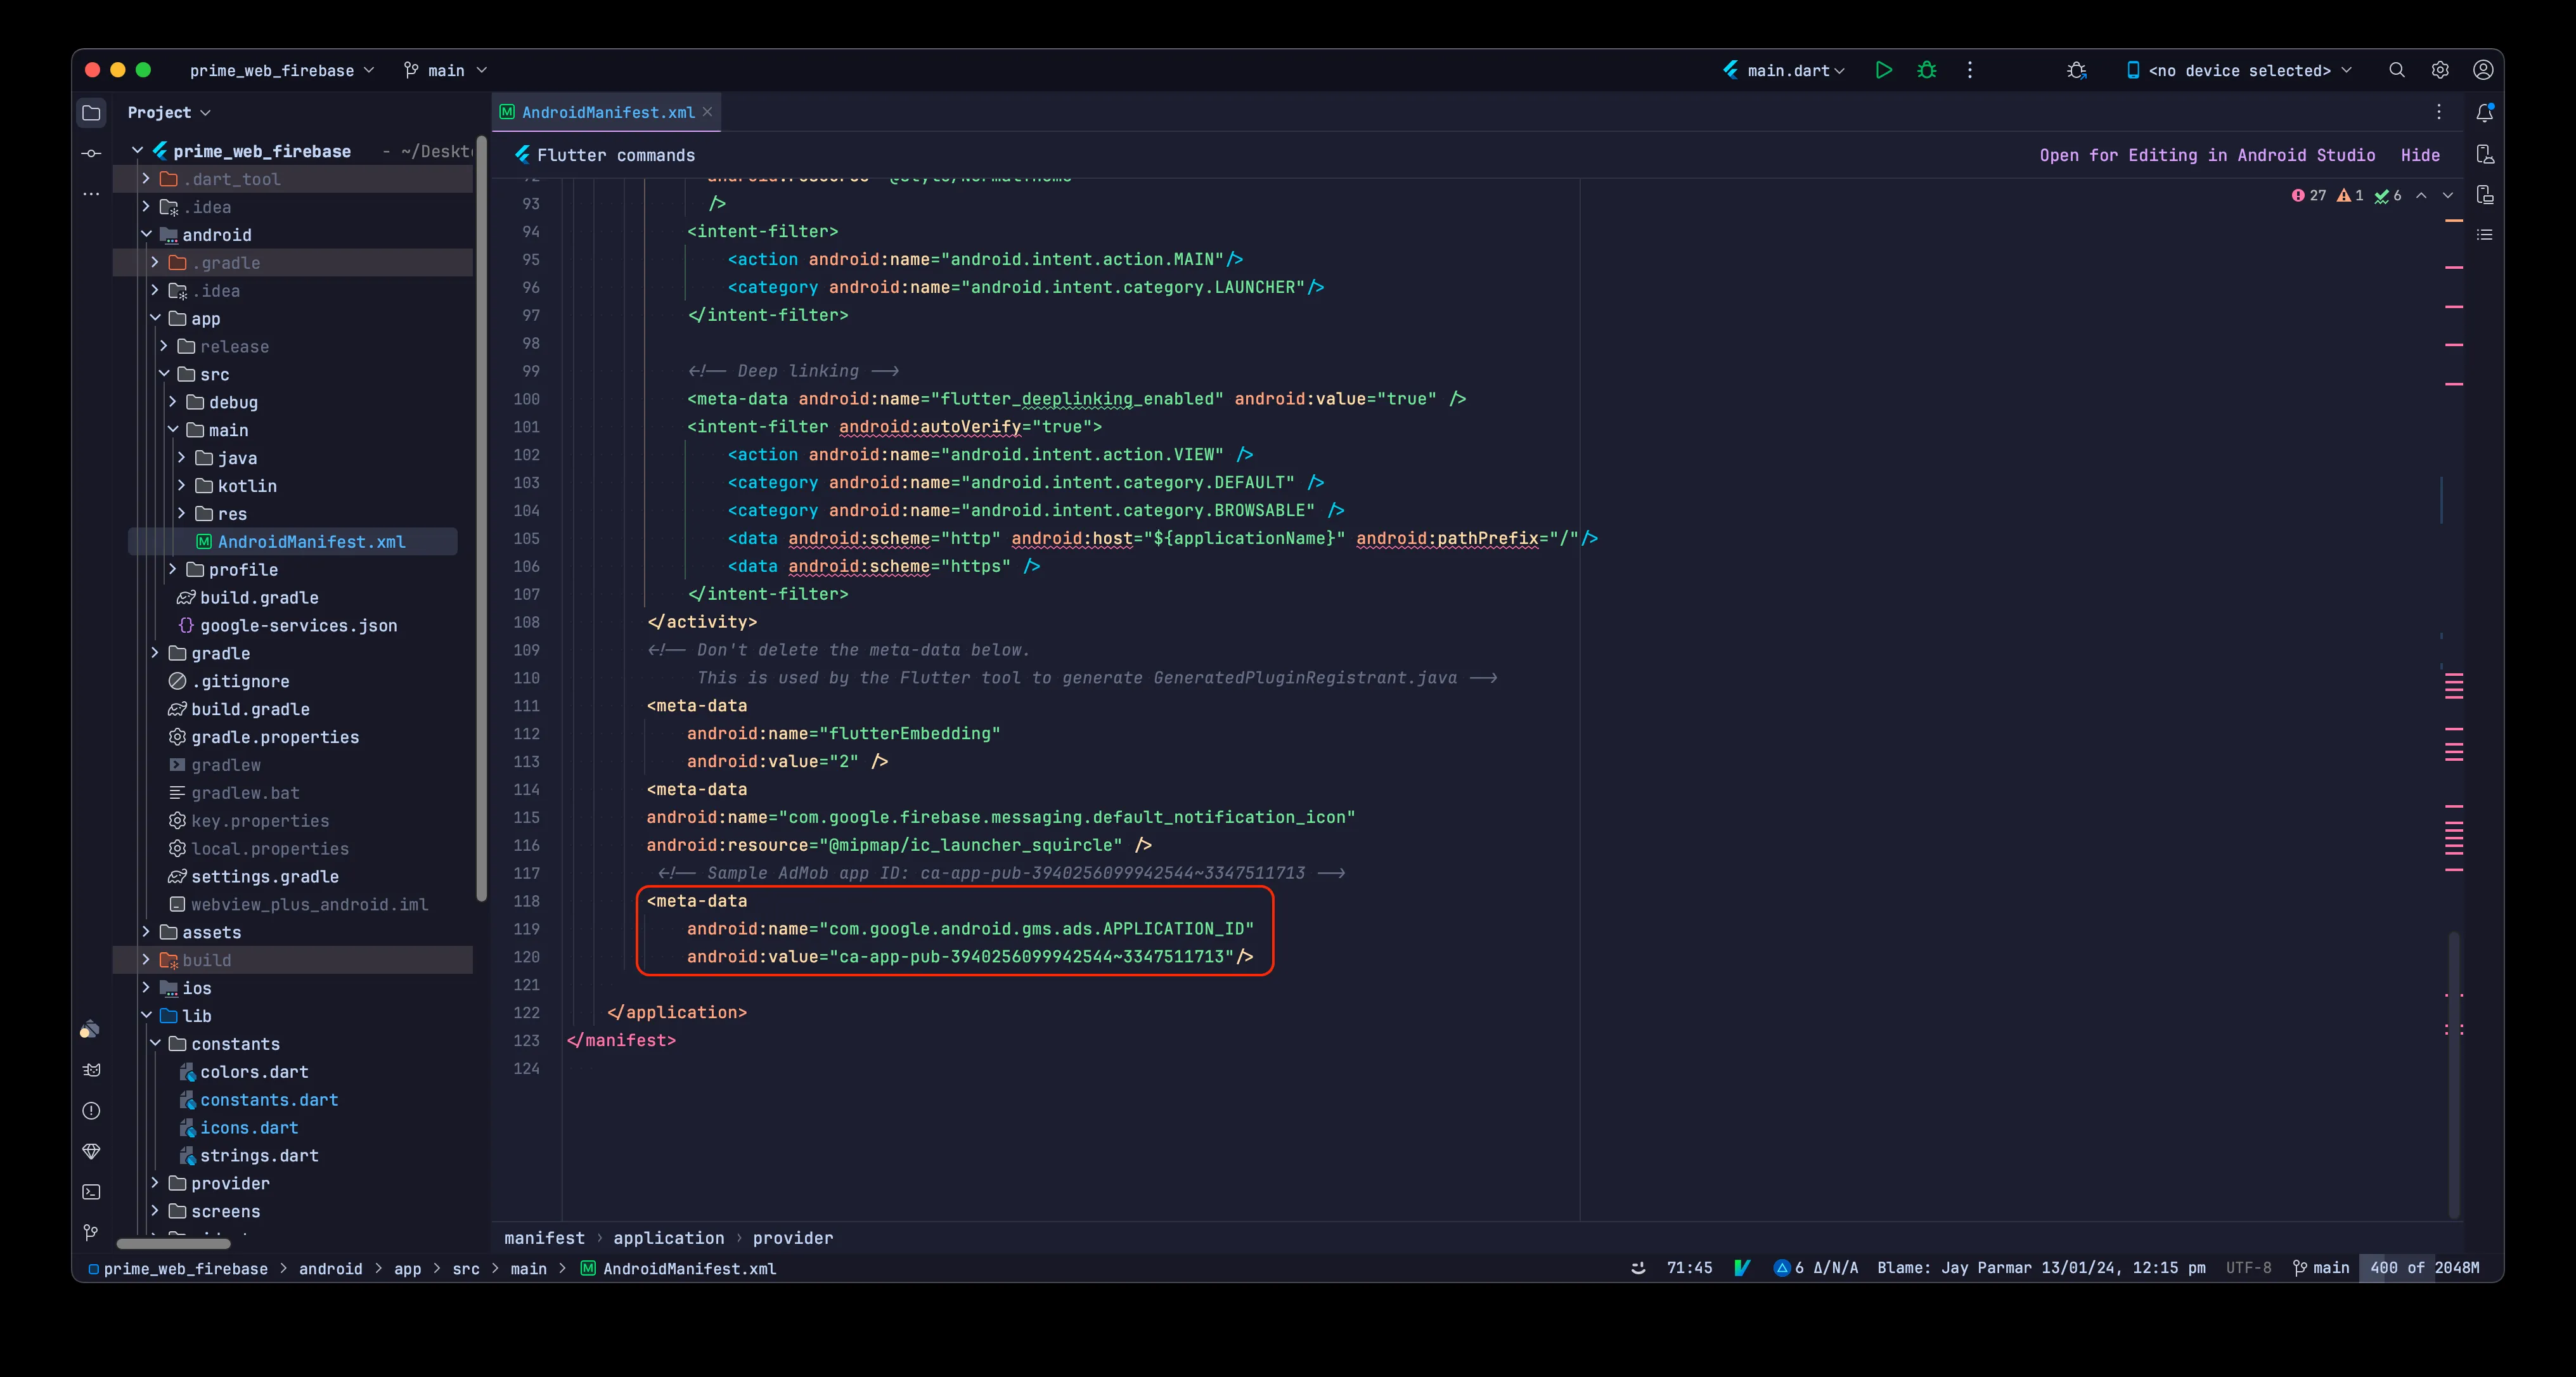 prime_web_firebase
main
main.dart
<no device selected>
Project
AndroidManifest.xml
prime_web_firebase - ~/Deskt
Flutter commands
Open for Editing in Android Studio
Hide
27 1 6
.dart_tool
.idea
android
.gradle
.idea
app
release
src
debug
main
java
kotlin
res
AndroidManifest.xml
profile
build.gradle
google-services.json
gradle
.gitignore
build.gradle
gradle.properties
gradlew
gradlew.bat
key.properties
local.properties
settings.gradle
webview_plus_android.iml
assets
build
ios
lib
constants
colors.dart
constants.dart
icons.dart
strings.dart
provider
screens
93 />
94 <intent-filter>
95 <action android:name="android.intent.action.MAIN"/>
96 <category android:name="android.intent.category.LAUNCHER"/>
97 </intent-filter>
98
99 <!-- Deep linking -->
100 <meta-data android:name="flutter_deeplinking_enabled" android:value="true" />
101 <intent-filter android:autoVerify="true">
102 <action android:name="android.intent.action.VIEW" />
103 <category android:name="android.intent.category.DEFAULT" />
104 <category android:name="android.intent.category.BROWSABLE" />
105 <data android:scheme="http" android:host="${applicationName}" android:pathPrefix="/"/>
106 <data android:scheme="https" />
107 </intent-filter>
108 </activity>
109 <!-- Don't delete the meta-data below.
110 This is used by the Flutter tool to generate GeneratedPluginRegistrant.java -->
111 <meta-data
112 android:name="flutterEmbedding"
113 android:value="2" />
114 <meta-data
115 android:name="com.google.firebase.messaging.default_notification_icon"
116 android:resource="@mipmap/ic_launcher_squircle" />
117 <!-- Sample AdMob app ID: ca-app-pub-3940256099942544~3347511713 -->
118 <meta-data
119 android:name="com.google.android.gms.ads.APPLICATION_ID"
120 android:value="ca-app-pub-3940256099942544~3347511713"/>
121
122 </application>
123 </manifest>
124
manifest > application > provider
prime_web_firebase > android > app > src > main > AndroidManifest.xml
71:45
6 Δ/N/A
Blame: Jay Parmar 13/01/24, 12:15 pm
UTF-8
main
400 of 2048M